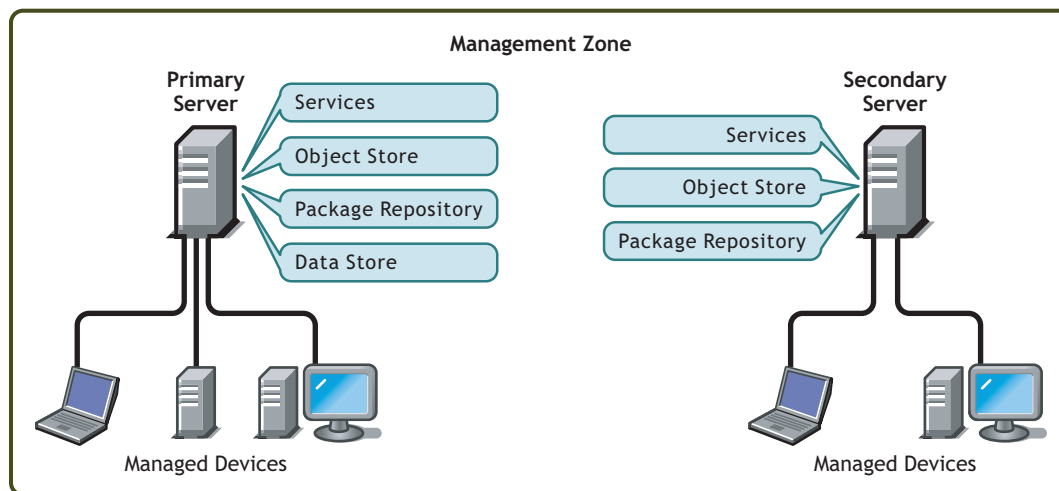 Management Zone
Primary
Server
Services
Object Store
Package Repository
Data Store
Managed Devices
Secondary
Server
Services
Object Store
Package Repository
Managed Devices